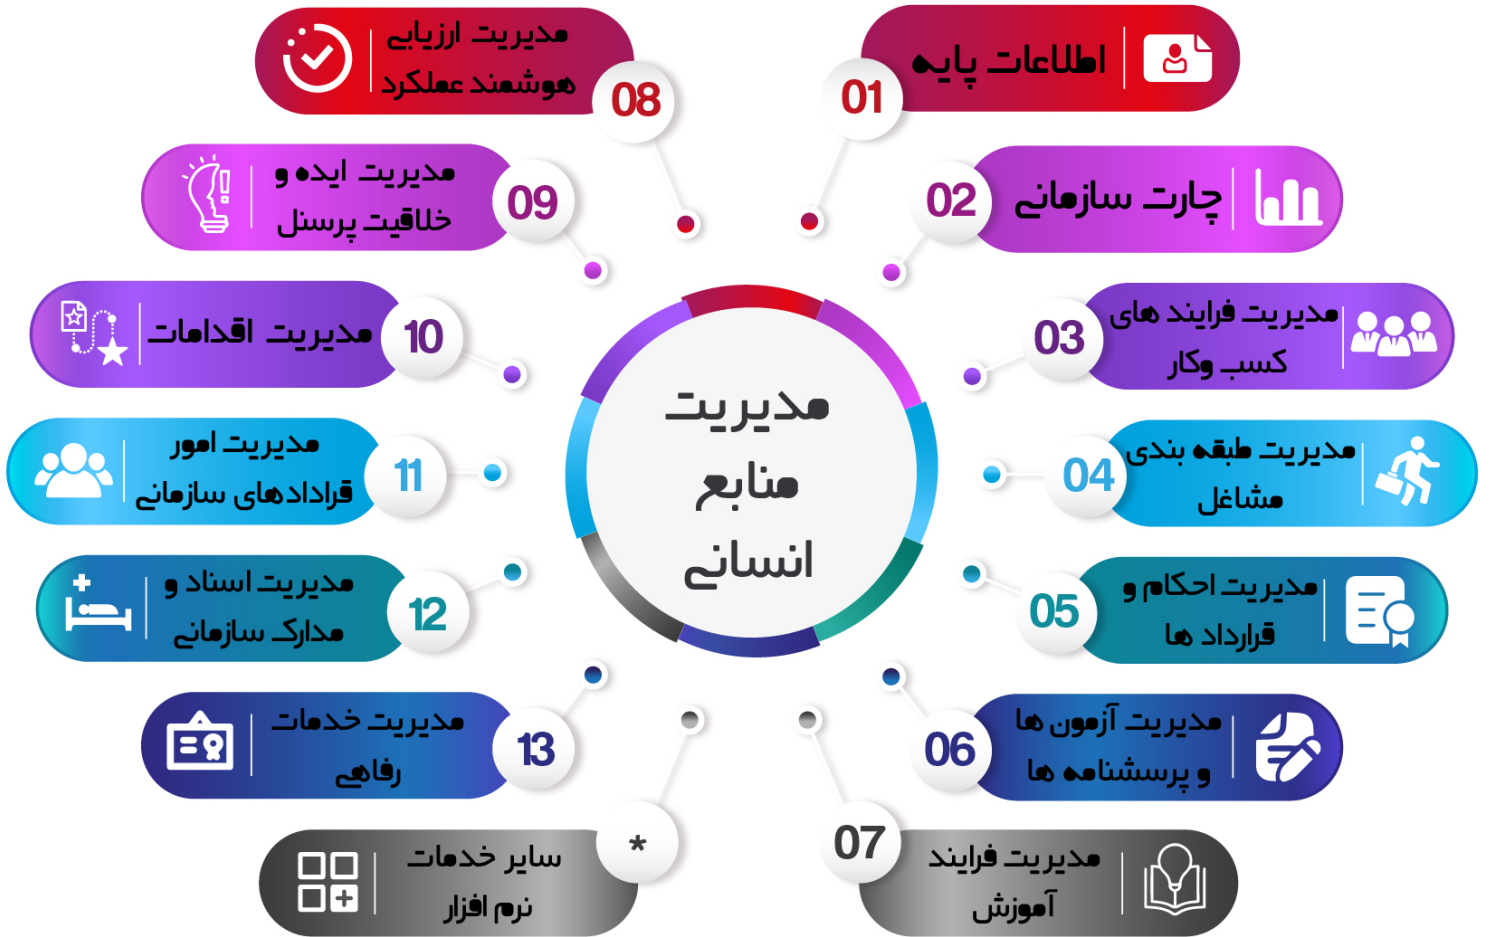 مدیریت
منابع
انسانی
01
اطلاعات پایه
02
چارت سازمانی
03
مدیریت فرایند های
کسب وکار
04
مدیریت طبقه بندی
مشاغل
05
مدیریت احکام و
قرارداد ها
06
مدیریت آزمون ها
و پرسشنامه ها
07
مدیریت فرایند
آموزش
08
مدیریت ارزیابی
هوشمند عملکرد
09
مدیریت ایده و
خلاقیت پرسنل
10
مدیریت اقدامات
11
مدیریت امور
قرادادهای سازمانی
12
مدیریت اسناد و
مدارک سازمانی
13
مدیریت خدمات
رفاهی
*
سایر خدمات
نرم افزار